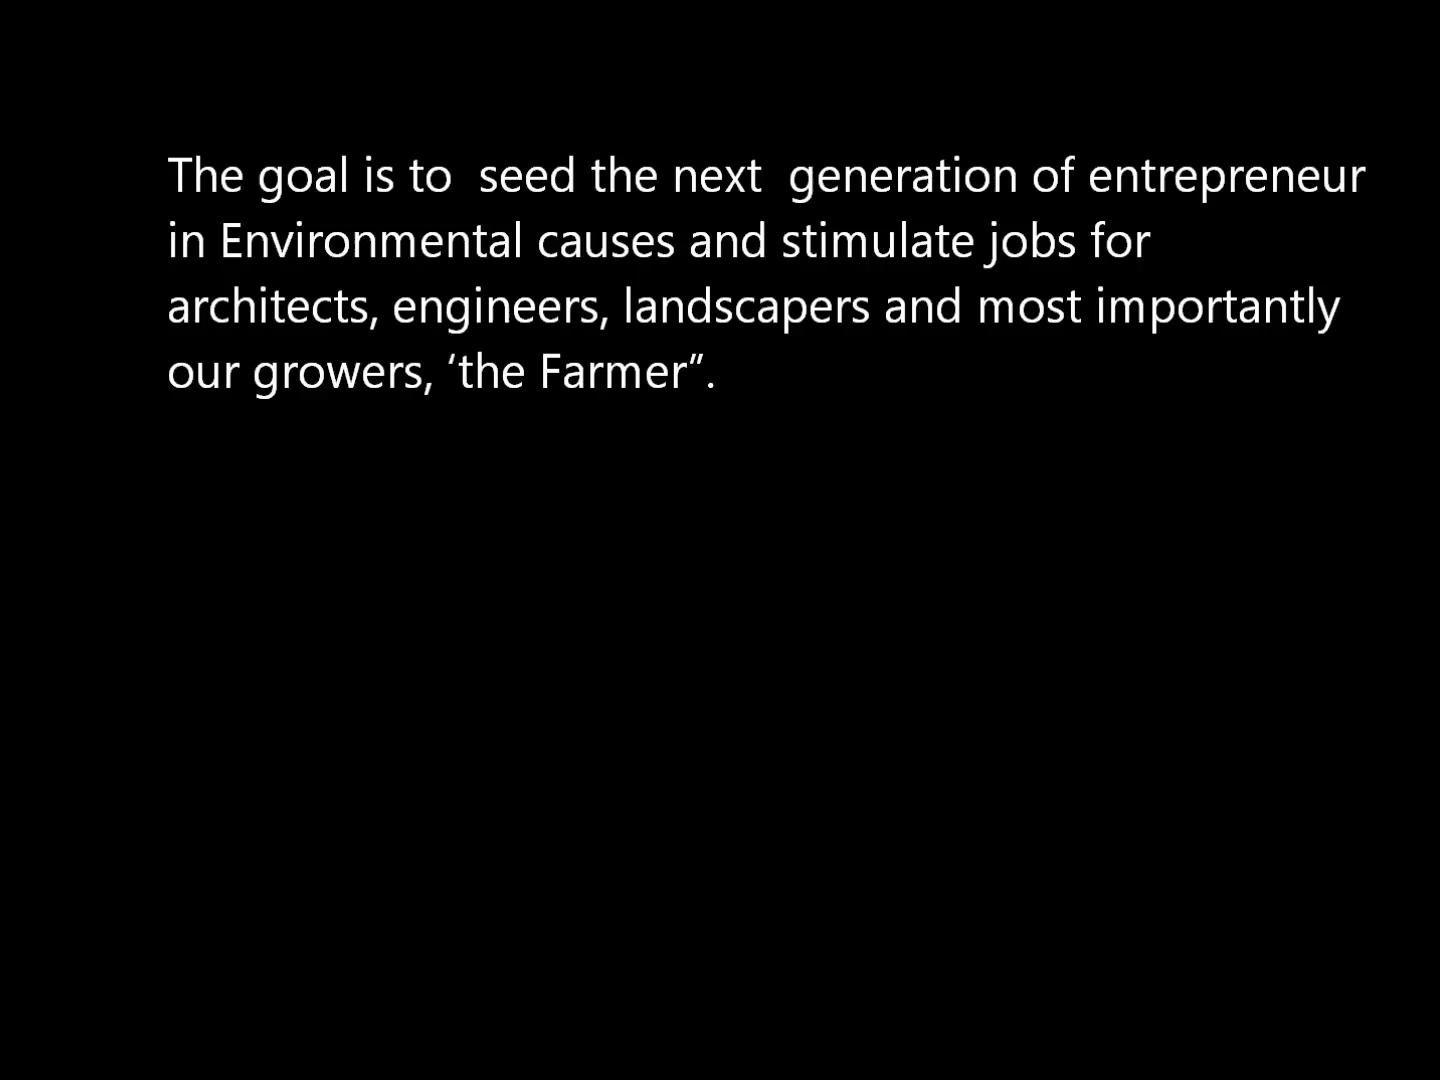 The goal is to  seed the next  generation of entrepreneur
in Environmental causes and stimulate jobs for
architects, engineers, landscapers and most importantly
our growers, ‘the Farmer”.